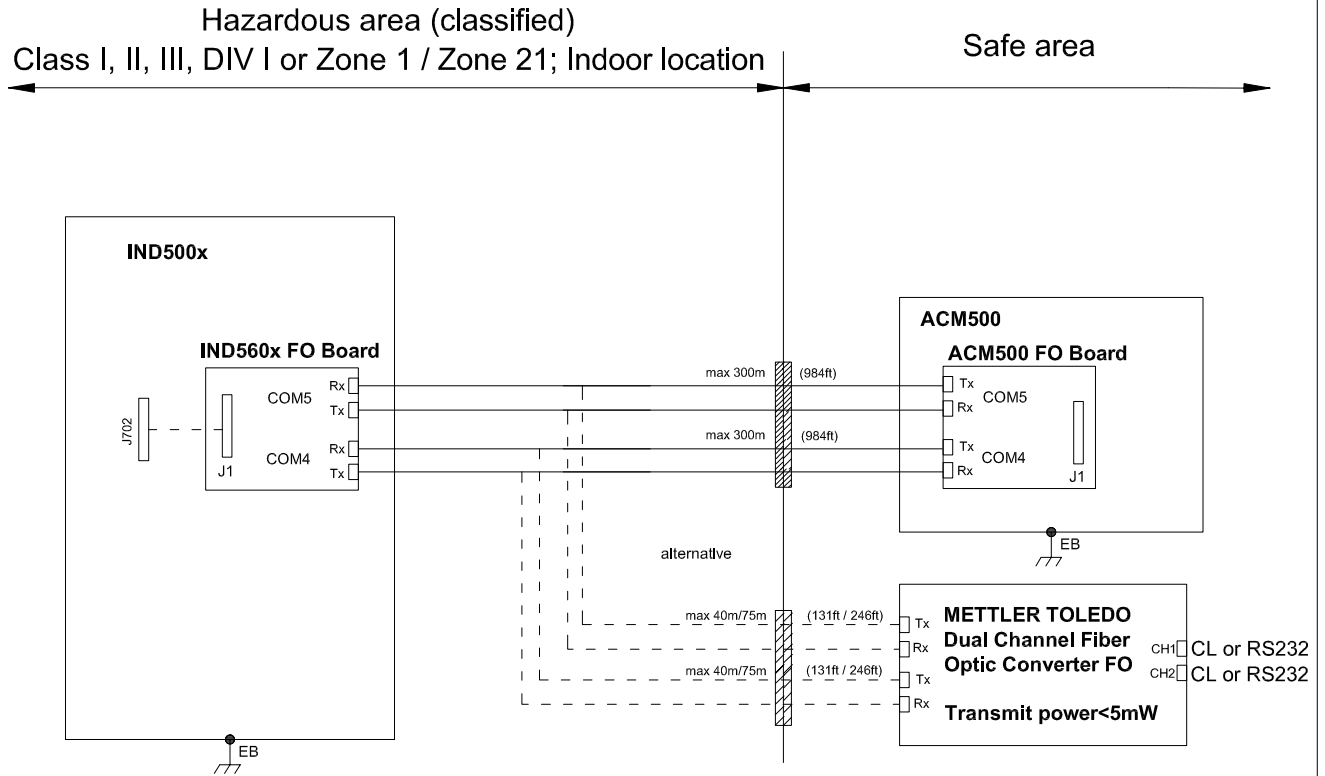 Hazardous area (classified)
Class I, II, III, DIV I or Zone 1 / Zone 21; Indoor location
Safe area
IND500x
IND560x FO Board
Rx
COM5
Tx
Rx
COM4
Tx
J1
J702
max 300m
(984ft)
max 300m
(984ft)
ACM500
ACM500 FO Board
Tx
COM5
Rx
Tx
COM4
Rx
J1
EB
alternative
max 40m/75m
(131ft / 246ft)
max 40m/75m
(131ft / 246ft)
Tx
Rx
Tx
Rx
METTLER TOLEDO
Dual Channel Fiber
Optic Converter FO
Transmit power<5mW
CH1 CL or RS232
CH2 CL or RS232
EB